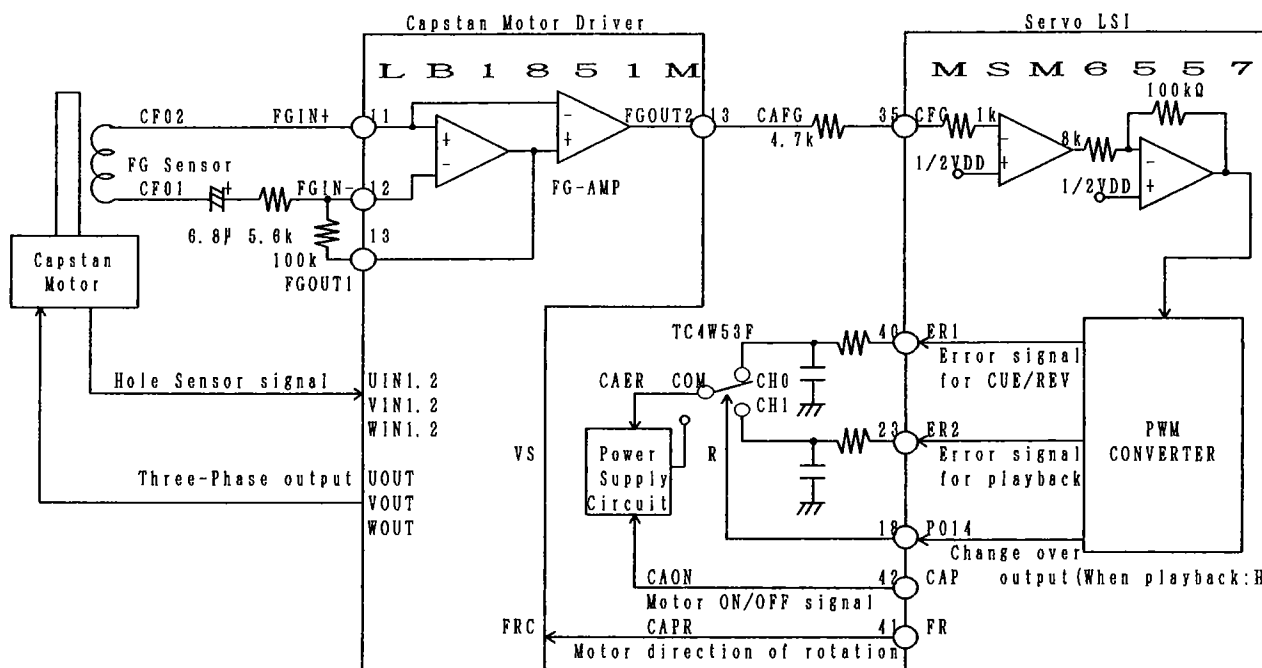 Capstan Motor Driver
Servo LSI
LB1851M
MSM6557
100kΩ
CF02
FGIN+
11
FGOUT2
13
CAFG
4.7k
35
CFG
1k
8k
FG Sensor
1/2VDD
1/2VDD
CF01
+
FGIN-
12
FG-AMP
6.8μ
5.6k
13
100k
FGOUT1
Capstan
Motor
TC4W53F
40
ER1
Error signal
for CUE/REV
Hole Sensor signal
UIN1.2
VIN1.2
WIN1.2
CAER
COM
CH0
CH1
23
ER2
Error signal
for playback
PWM
CONVERTER
VS
Power
Supply
Circuit
R
Three-Phase output
UOUT
VOUT
WOUT
18
PO14
Change over
output(When playback:H
CAON
42
CAP
Motor ON/OFF signal
FRC
CAPR
41
FR
Motor direction of rotation